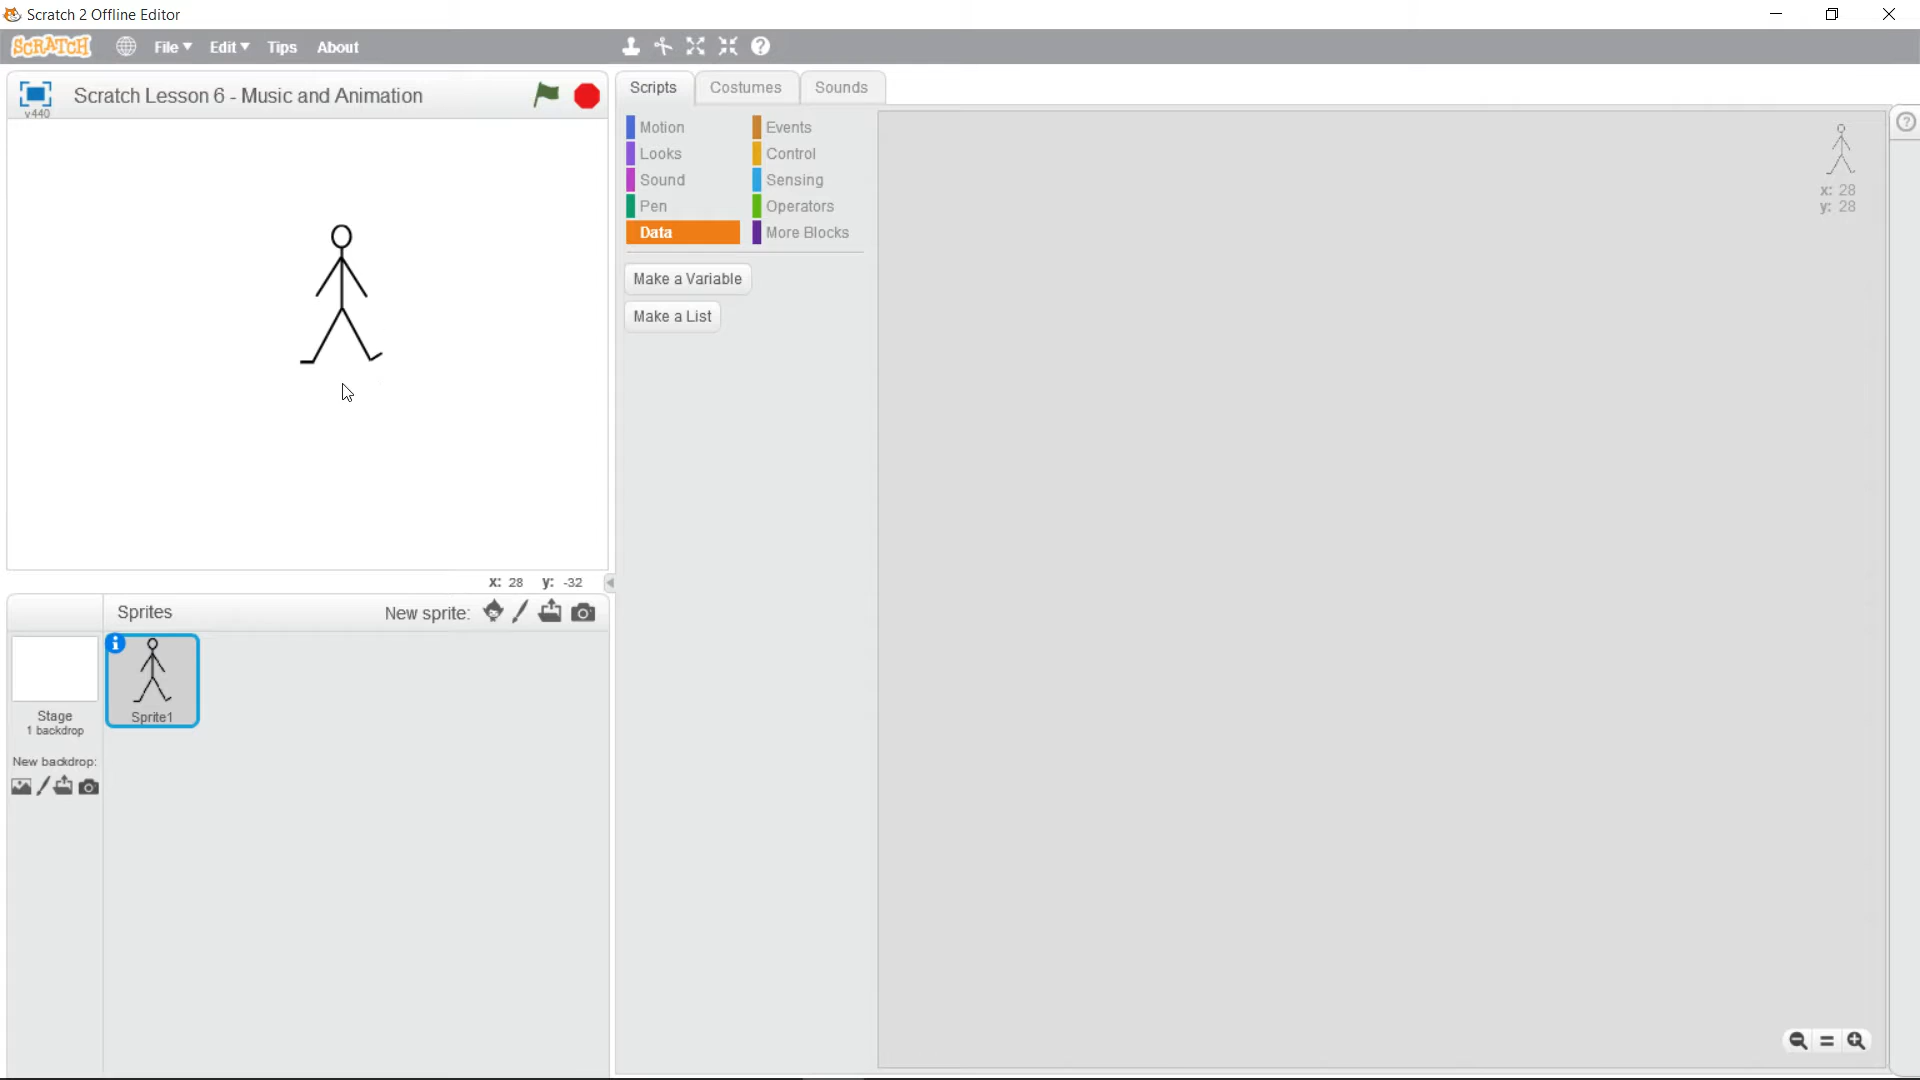 Scratch 2 Offline Editor
SCRATCH File Edit Tips About
v440
Scratch Lesson 6 - Music and Animation
Scripts Costumes Sounds
Motion Events
Looks Control
Sound Sensing
Pen Operators
Data More Blocks
Make a Variable
Make a List
x: 28
y: 28
x: 28 y: -32
Sprites New sprite:
Sprite1
Stage
1 backdrop
New backdrop: